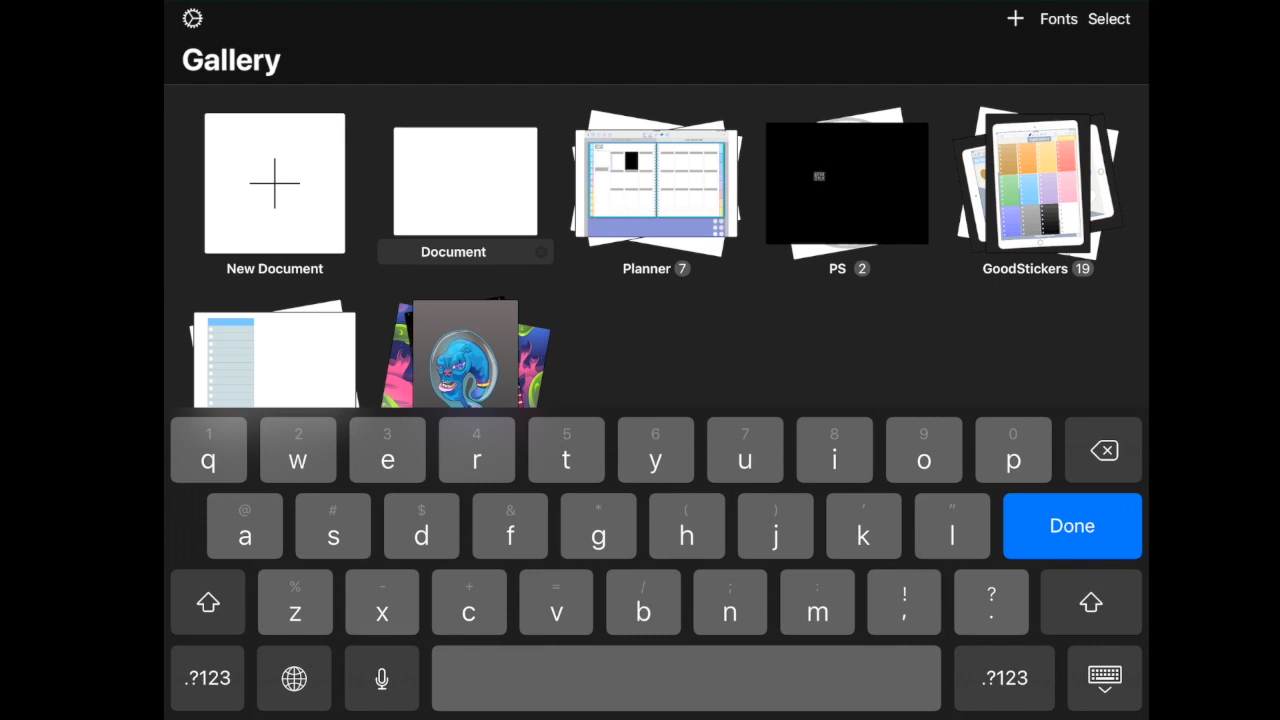 Fonts Select
Gallery
New Document
Document
Planner 7
PS 2
GoodStickers 19
1 2 3 4 5 6 7 8 9 0
q w e r t y u i o p
@ # $ & * ( ) ' "
a s d f g h j k l Done
% - + = / ; : ! ?
z x c v b n m , .
.?123 .?123